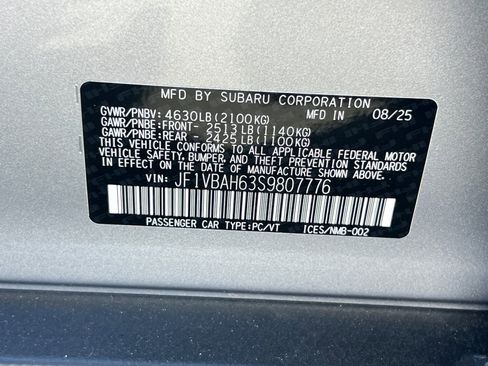 MFD BY SUBARU CORPORATION
GVWR/PNBV: 4630LB(2100KG) MFD IN 08/25
GAWR/PNBE:FRONT- 2513LB(1140KG)
GAWR/PNBE:REAR - 2425LB(1100KG)
THIS VEHICLE CONFORMS TO ALL APPLICABLE FEDERAL MOTOR
VEHICLE SAFETY, BUMPER, AND THEFT PREVENTION STANDARDS
IN EFFECT ON THE DATE OF MANUFACTURE SHOWN ABOVE.
VIN: JF1VBAH63S9807776
PASSENGER CAR TYPE:PC/VT ICES/NMB-002